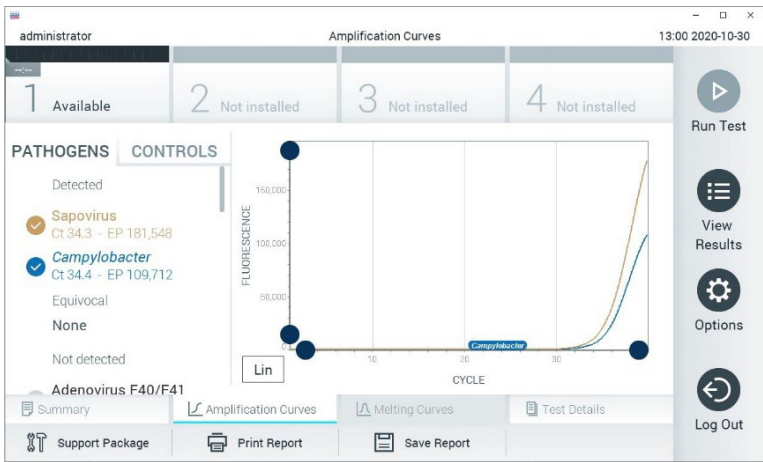 administrator
Amplification Curves
13:00 2020-10-30
--:--
1 Available
2 Not installed
3 Not installed
4 Not installed
Run Test
PATHOGENS
CONTROLS
Detected
Sapovirus
Ct 34.3 - EP 181,548
Campylobacter
Ct 34.4 - EP 109,712
Equivocal
None
Not detected
Adenovirus F40/F41
FLUORESCENCE
150,000
100,000
50,000
0
Campylobacter
10
20
30
CYCLE
Lin
View
Results
Options
Log Out
Summary
Amplification Curves
Melting Curves
Test Details
Support Package
Print Report
Save Report